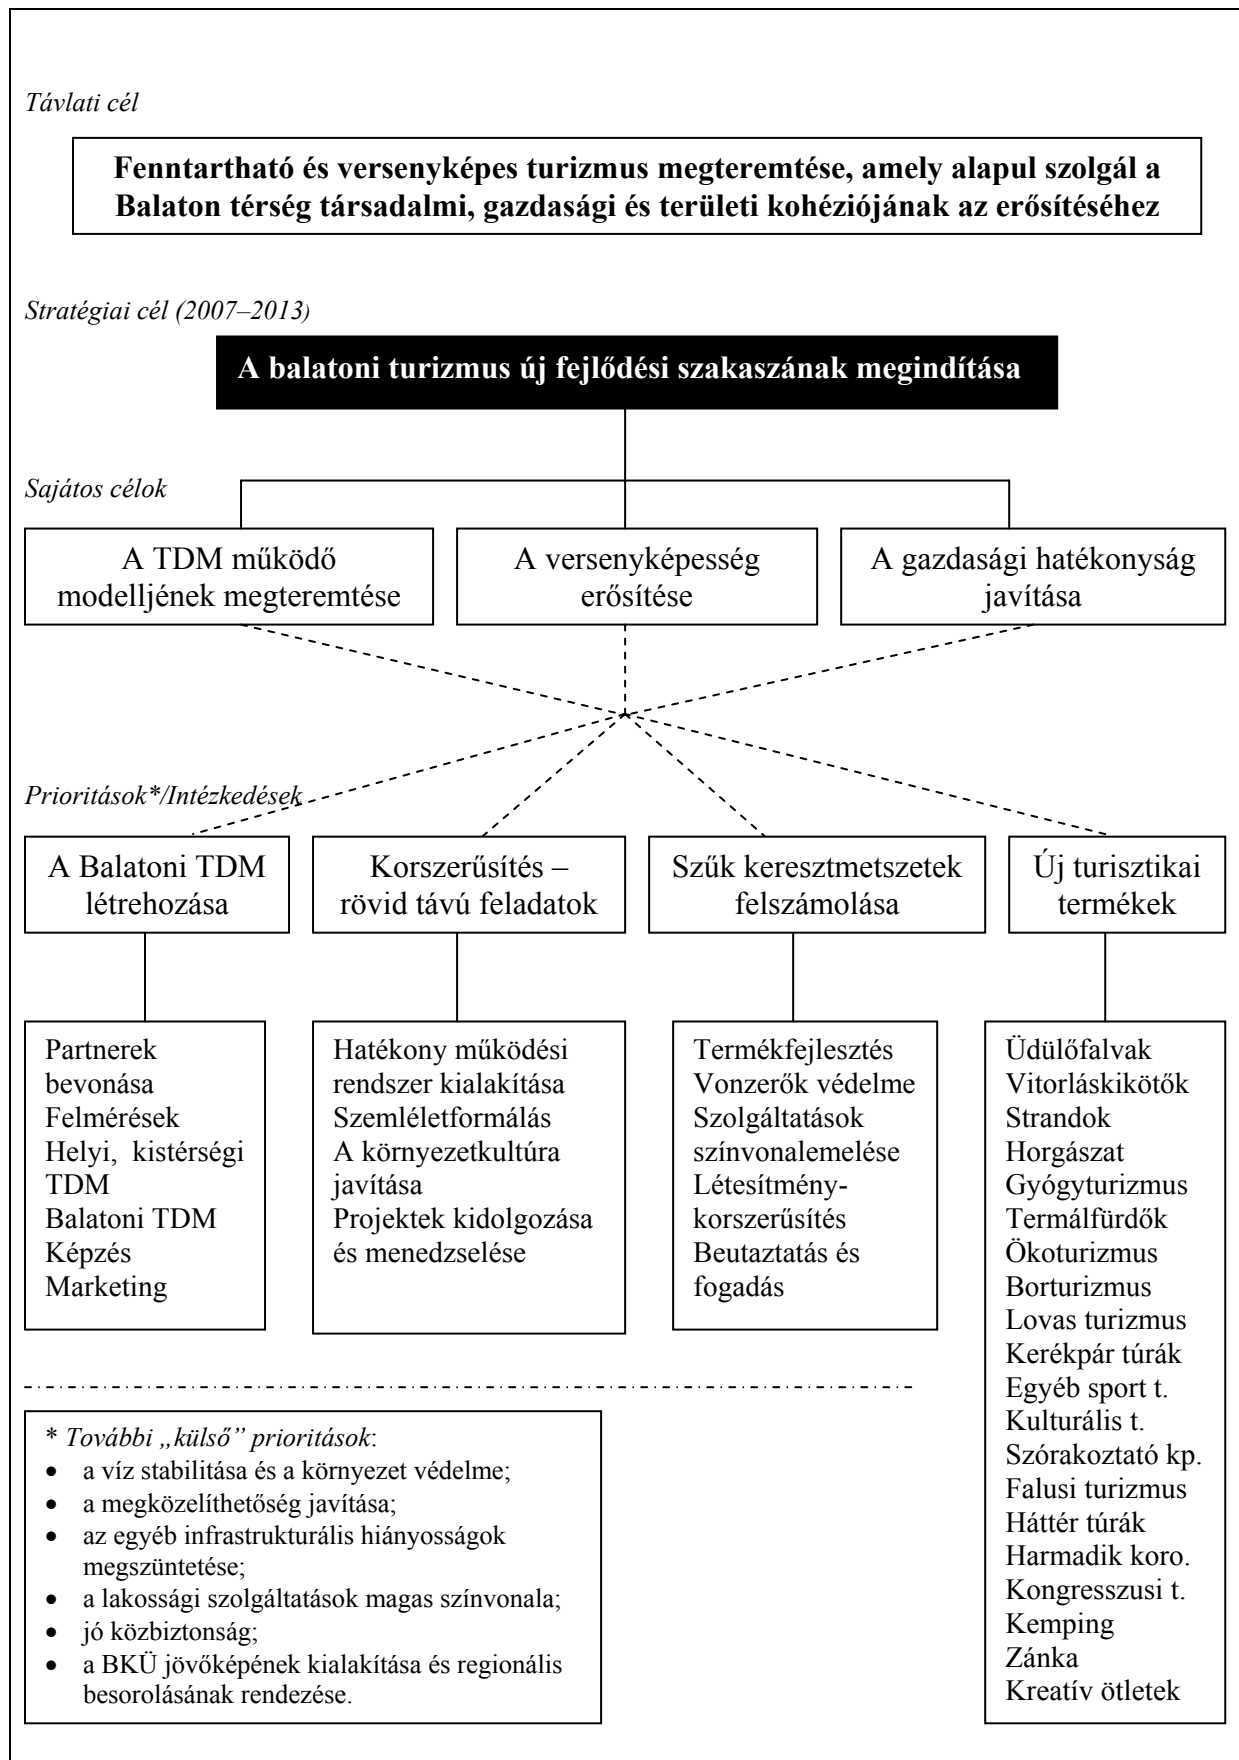 Távlati cél
Fenntartható és versenyképes turizmus megteremtése, amely alapul szolgál a
Balaton térség társadalmi, gazdasági és területi kohéziójának az erősítéséhez
Stratégiai cél (2007–2013)
A balatoni turizmus új fejlődési szakaszának megindítása
Sajátos célok
A TDM működő
modelljének megteremtése
A versenyképesség
erősítése
A gazdasági hatékonyság
javítása
Prioritások*/Intézkedések
A Balatoni TDM
létrehozása
Korszerűsítés –
rövid távú feladatok
Szűk keresztmetszetek
felszámolása
Új turisztikai
termékek
Partnerek
bevonása
Felmérések
Helyi, kistérségi
TDM
Balatoni TDM
Képzés
Marketing
Hatékony működési
rendszer kialakítása
Szemléletformálás
A környezetkultúra
javítása
Projektek kidolgozása
és menedzselése
Termékfejlesztés
Vonzerők védelme
Szolgáltatások
színvonalemelése
Létesítmény-
korszerűsítés
Beutaztatás és
fogadás
Üdülőfalvak
Vitorláskikötők
Strandok
Horgászat
Gyógyturizmus
Termálfürdők
Ökoturizmus
Borturizmus
Lovas turizmus
Kerékpár túrák
Egyéb sport t.
Kulturális t.
Szórakoztató kp.
Falusi turizmus
Háttér túrák
Harmadik koro.
Kongresszusi t.
Kemping
Zánka
Kreatív ötletek
* További „külső” prioritások:
• a víz stabilitása és a környezet védelme;
• a megközelíthetőség javítása;
• az egyéb infrastrukturális hiányosságok
megszüntetése;
• a lakossági szolgáltatások magas színvonala;
• jó közbiztonság;
• a BKÜ jövőképének kialakítása és regionális
besorolásának rendezése.